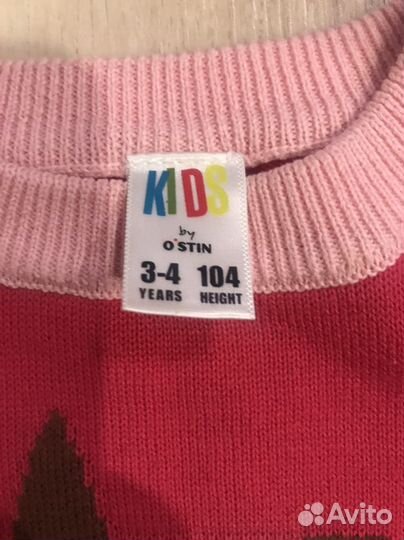 KIDS
by
O'STIN
3-4 104
YEARS HEIGHT
Avito